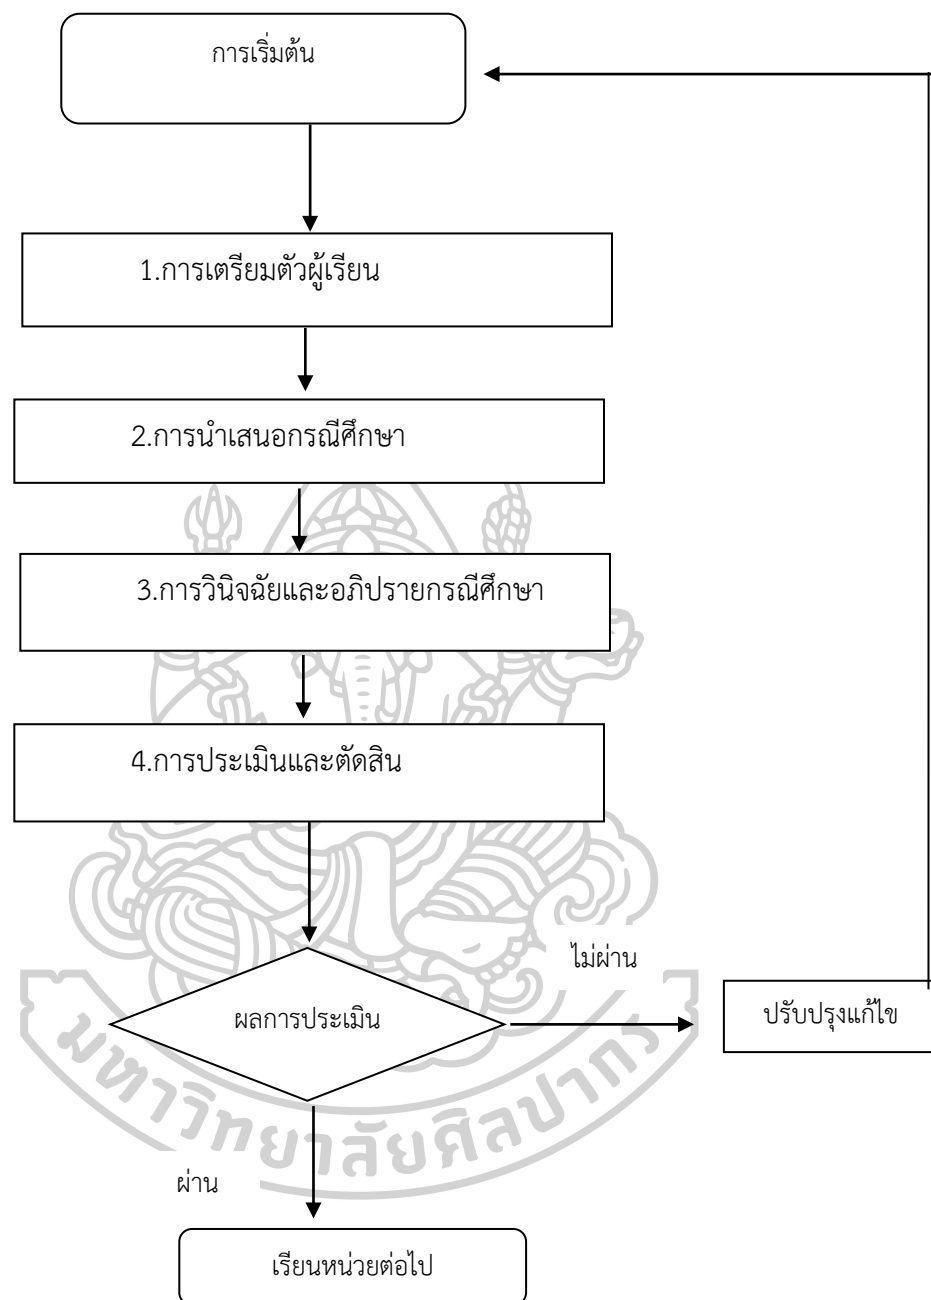 การเริ่มต้น
1.การเตรียมตัวผู้เรียน
2.การนำเสนอกรณีศึกษา
3.การวินิจฉัยและอภิปรายกรณีศึกษา
4.การประเมินและตัดสิน
ไม่ผ่าน
ผลการประเมิน
ปรับปรุงแก้ไข
มหาวิทยาลัยศิลปากร
ผ่าน
เรียนหน่วยต่อไป